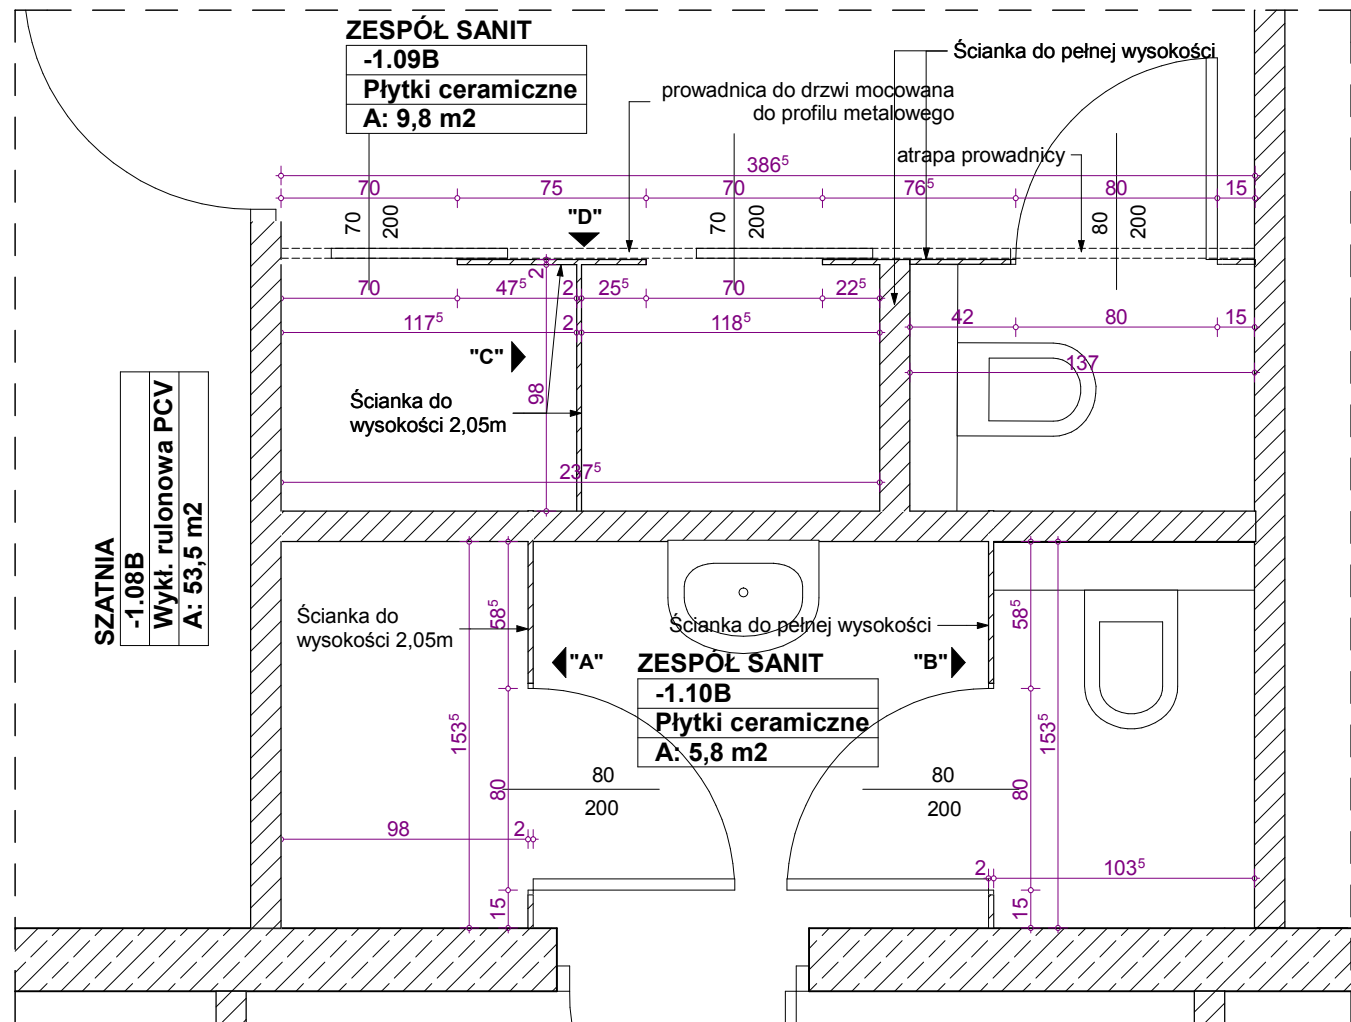 ZESPÓŁ SANIT
-1.09B
Płytki ceramiczne
A: 9,8 m2
Ścianka do pełnej wysokości
prowadnica do drzwi mocowana
do profilu metalowego
atrapa prowadnicy
386⁵
70
75
70
76⁵
80
15
70
200
"D"
70
200
80
200
2
70
47⁵
2
25⁵
70
22⁵
117⁵
2
118⁵
42
80
15
"C"
137
98
Ścianka do
wysokości 2,05m
237⁵
SZATNIA
-1.08B
Wykł. rulonowa PCV
A: 53,5 m2
58⁵
58⁵
Ścianka do
wysokości 2,05m
Ścianka do pełnej wysokości
"A"
ZESPÓŁ SANIT
"B"
-1.10B
Płytki ceramiczne
A: 5,8 m2
153⁵
153⁵
80
80
200
80
200
80
98
2
2
103⁵
15
15